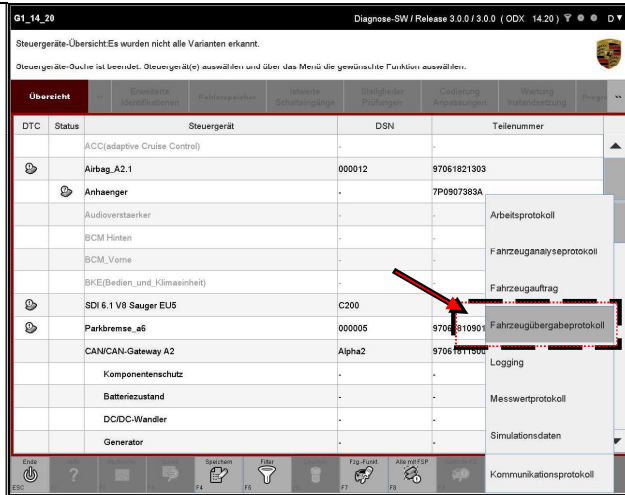 G1_14_20
Diagnose-SW / Release 3.0.0 / 3.0.0 ( ODX 14.20 )
D
Steuergeräte-Übersicht:Es wurden nicht alle Varianten erkannt.
Steuergeräte-Suche ist beendet. Steuergerät(e) auswählen und über das Menü die gewünschte Funktion auswählen.
Übersicht
Erweiterte Identifikationen
Fehlerspeicher
Istwerte Schalteingänge
Stellglieder Prüfungen
Codierung Anpassungen
Wartung Instandsetzung
DTC Status Steuergerät DSN Teilenummer
ACC(adaptive Cruise Control) - -
Airbag_A2.1 000012 97061821303
Anhaenger - 7P0907383A
Audioverstaerker - -
BCM Hinten - -
BCM_Vorne - -
BKE(Bedien_und_Klimaeinheit) - -
SDI 6.1 V8 Sauger EU5 C200
Parkbremse_a6 000005
CAN/CAN-Gateway A2 Alpha2 97061811500
Komponentenschutz - -
Batteriezustand - -
DC/DC-Wandler - -
Generator - -
Arbeitsprotokoll
Fahrzeuganalyseprotokoll
Fahrzeugauftrag
Fahrzeugübergabeprotokoll
Logging
Messwertprotokoll
Simulationsdaten
Kommunikationsprotokoll
Ende
ESC
Speichern
F4
Filter
F5
Fzg-Funkt.
F7
Alle mit FSP
F8